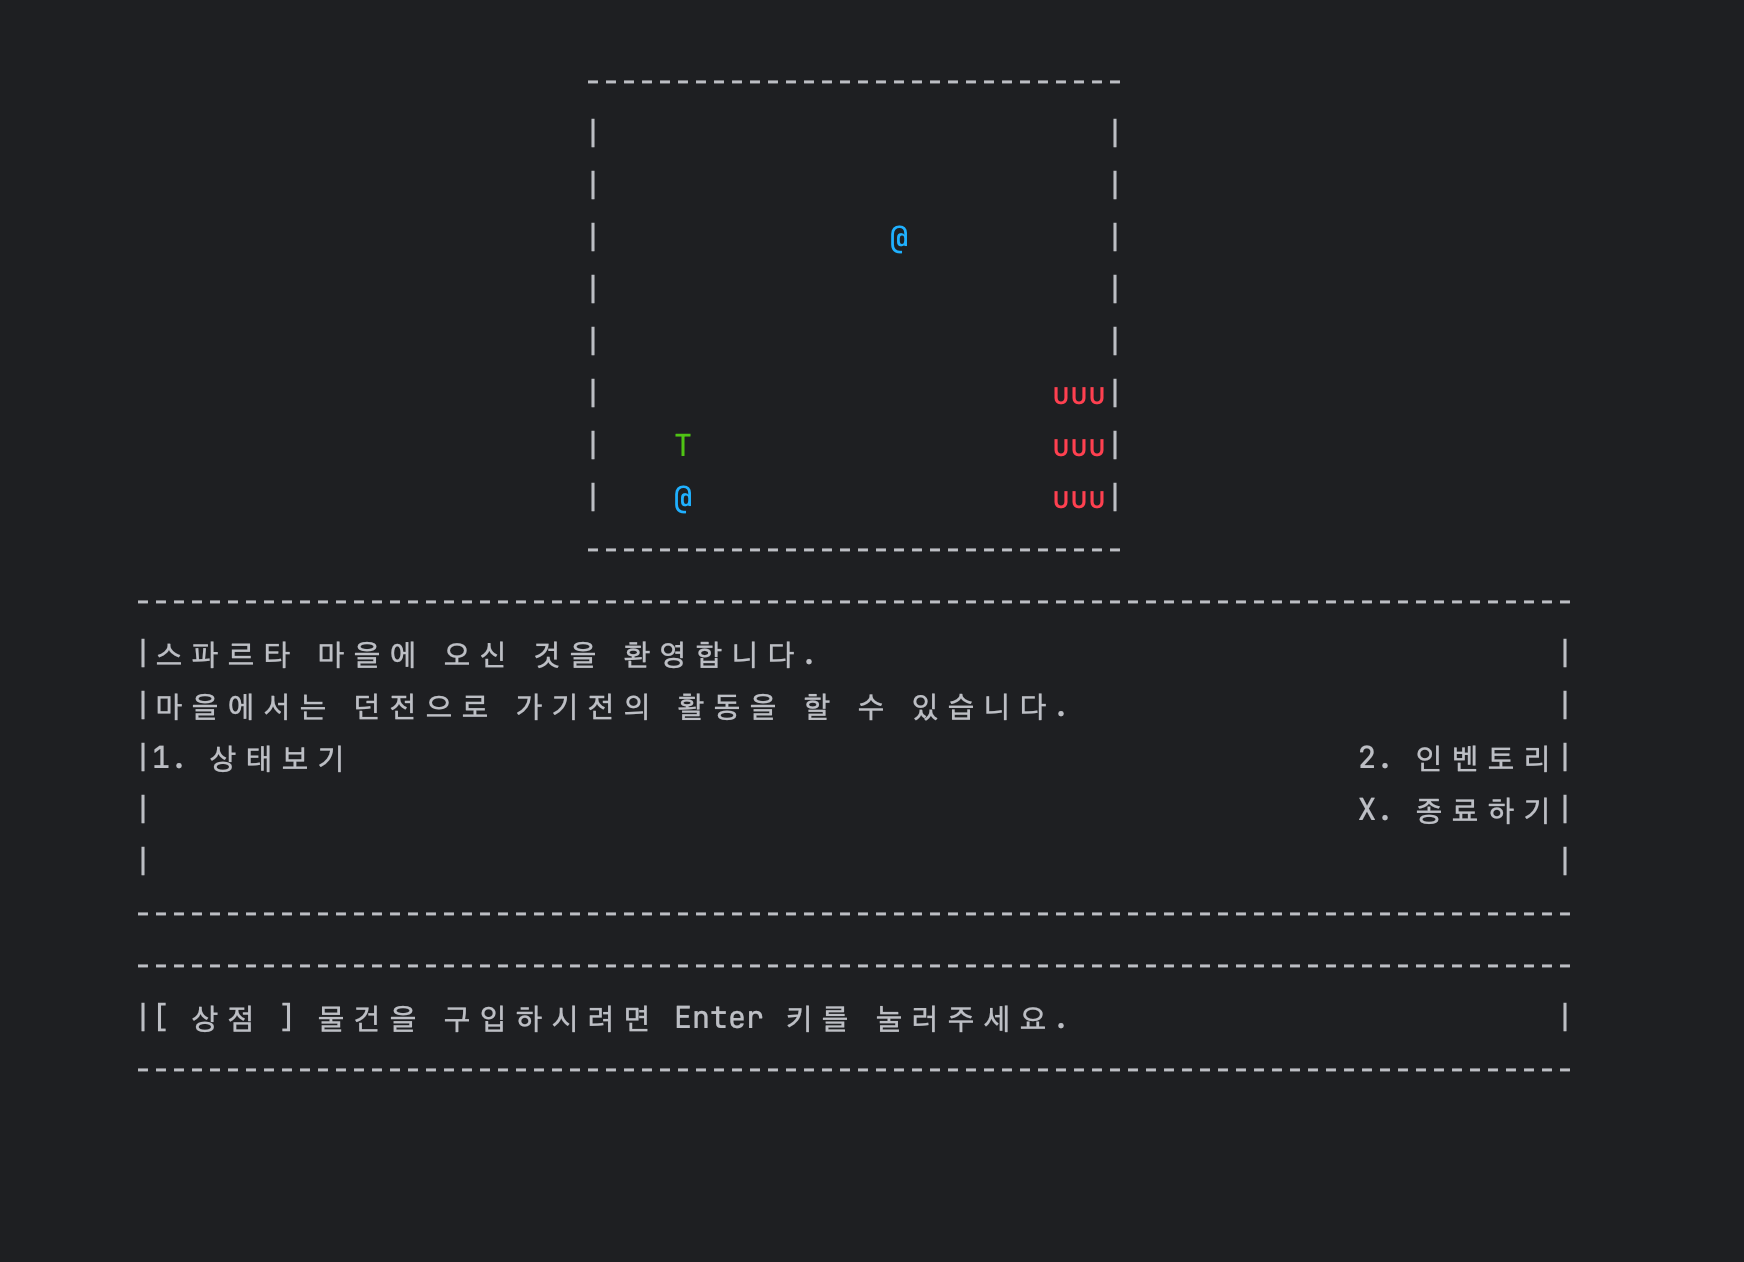 -----------------------------
|                            |
|                            |
|                @           |
|                            |
|                            |
|                         UUU|
|    T                    UUU|
|    @                    UUU|
-----------------------------
--------------------------------------------------------------------------------
|스파르타 마을에 오신 것을 환영합니다.                                         |
|마을에서는 던전으로 가기전의 활동을 할 수 있습니다.                           |
|1. 상태보기                                                        2. 인벤토리|
|                                                                   X. 종료하기|
|                                                                              |
--------------------------------------------------------------------------------
--------------------------------------------------------------------------------
|[ 상점 ] 물건을 구입하시려면 Enter 키를 눌러주세요.                           |
--------------------------------------------------------------------------------